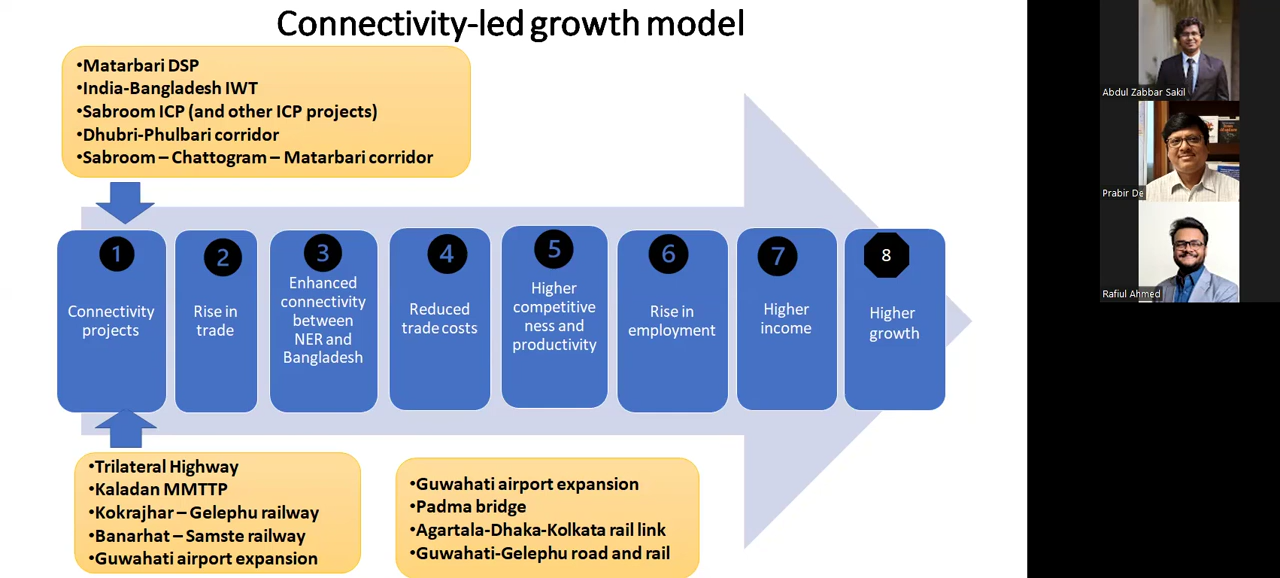 Connectivity-led growth model
•Matarbari DSP
•India-Bangladesh IWT
•Sabroom ICP (and other ICP projects)
•Dhubri-Phulbari corridor
•Sabroom – Chattogram – Matarbari corridor
1
Connectivity
projects
2
Rise in
trade
3
Enhanced
connectivity
between
NER and
Bangladesh
4
Reduced
trade costs
5
Higher
competitive
ness and
productivity
6
Rise in
employment
7
Higher
income
8
Higher
growth
•Trilateral Highway
•Kaladan MMTTP
•Kokrajhar – Gelephu railway
•Banarhat – Samste railway
•Guwahati airport expansion
•Guwahati airport expansion
•Padma bridge
•Agartala-Dhaka-Kolkata rail link
•Guwahati-Gelephu road and rail
Abdul Zabbar Sakil
Prabir De
Rafiul Ahmed